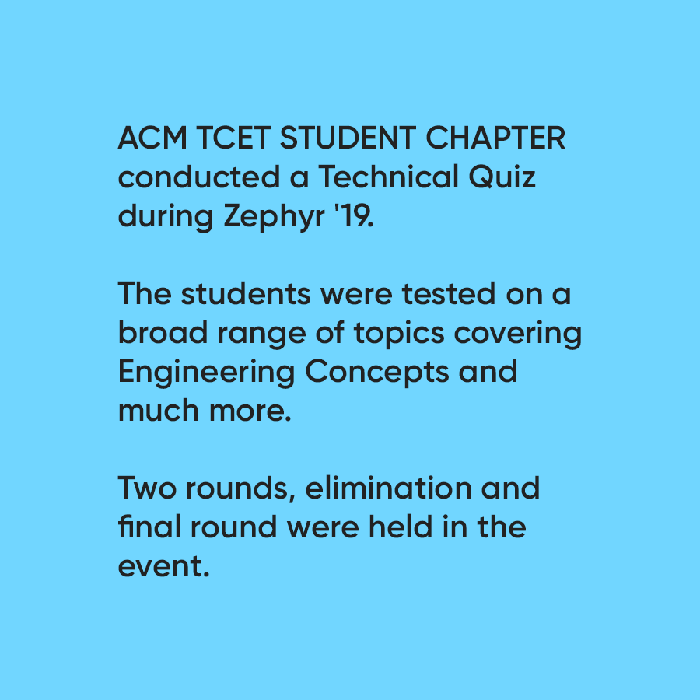 ACM TCET STUDENT CHAPTER
conducted a Technical Quiz
during Zephyr '19.
The students were tested on a
broad range of topics covering
Engineering Concepts and
much more.
Two rounds, elimination and
final round were held in the
event.